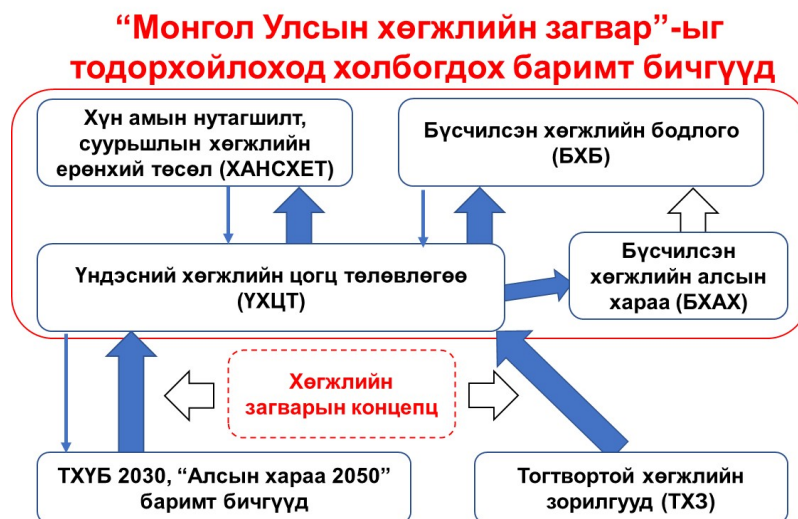 “Монгол Улсын хөгжлийн загвар”-ыг
тодорхойлоход холбогдох баримт бичгүүд
Хүн амын нутагшилт,
суурьшлын хөгжлийн
ерөнхий төсөл (ХАНСХЕТ)
Бүсчилсэн хөгжлийн бодлого
(БХБ)
Үндэсний хөгжлийн цогц төлөвлөгөө
(ҮХЦТ)
Бүсчилсэн
хөгжлийн алсын
хараа (БХАХ)
Хөгжлийн
загварын концепц
ТХҮБ 2030, “Алсын хараа 2050”
баримт бичгүүд
Тогтвортой хөгжлийн
зорилгууд (ТХЗ)